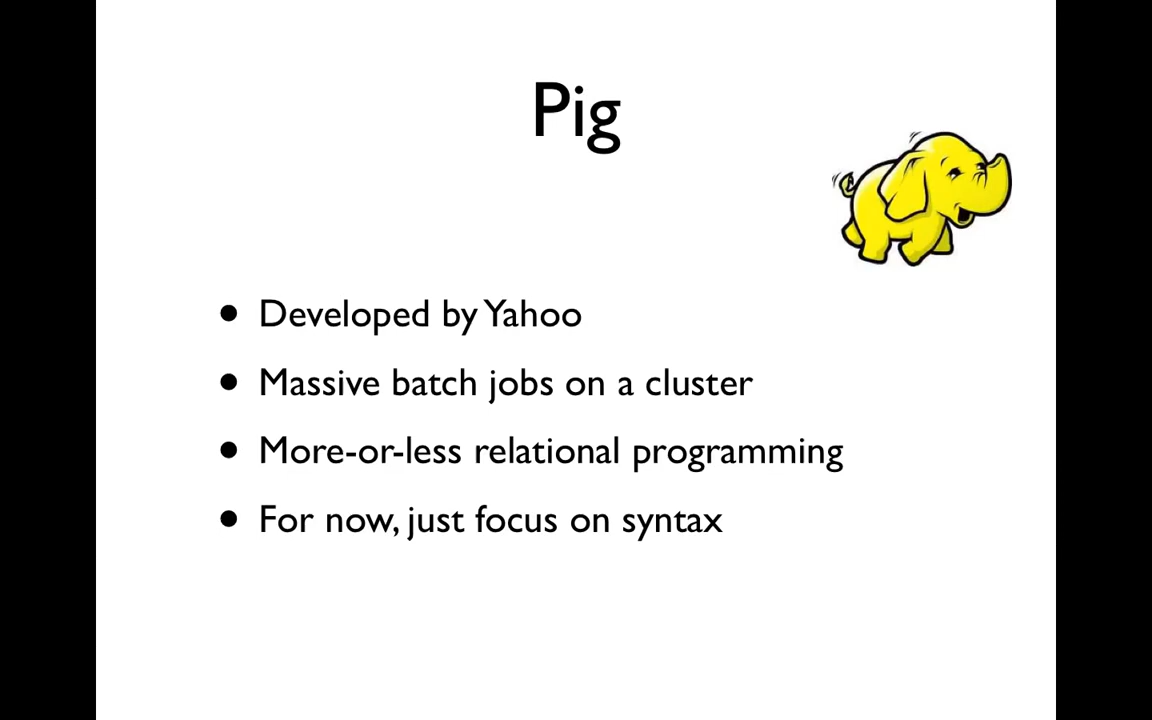 Pig
• Developed by Yahoo
• Massive batch jobs on a cluster
• More-or-less relational programming
• For now, just focus on syntax